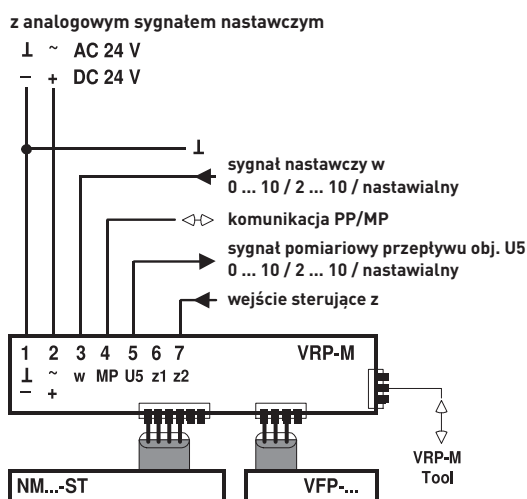 z analogowym sygnałem nastawczym
⊥ ~ AC 24 V
– + DC 24 V
⊥
sygnał nastawczy w
0 ... 10 / 2 ... 10 / nastawialny
komunikacja PP/MP
sygnał pomiarowy przepływu obj. U5
0 ... 10 / 2 ... 10 / nastawialny
wejście sterujące z
1 2 3 4 5 6 7 VRP-M
⊥ ~ w MP U5 z1 z2
– +
VRP-M
Tool
NM...-ST VFP-...